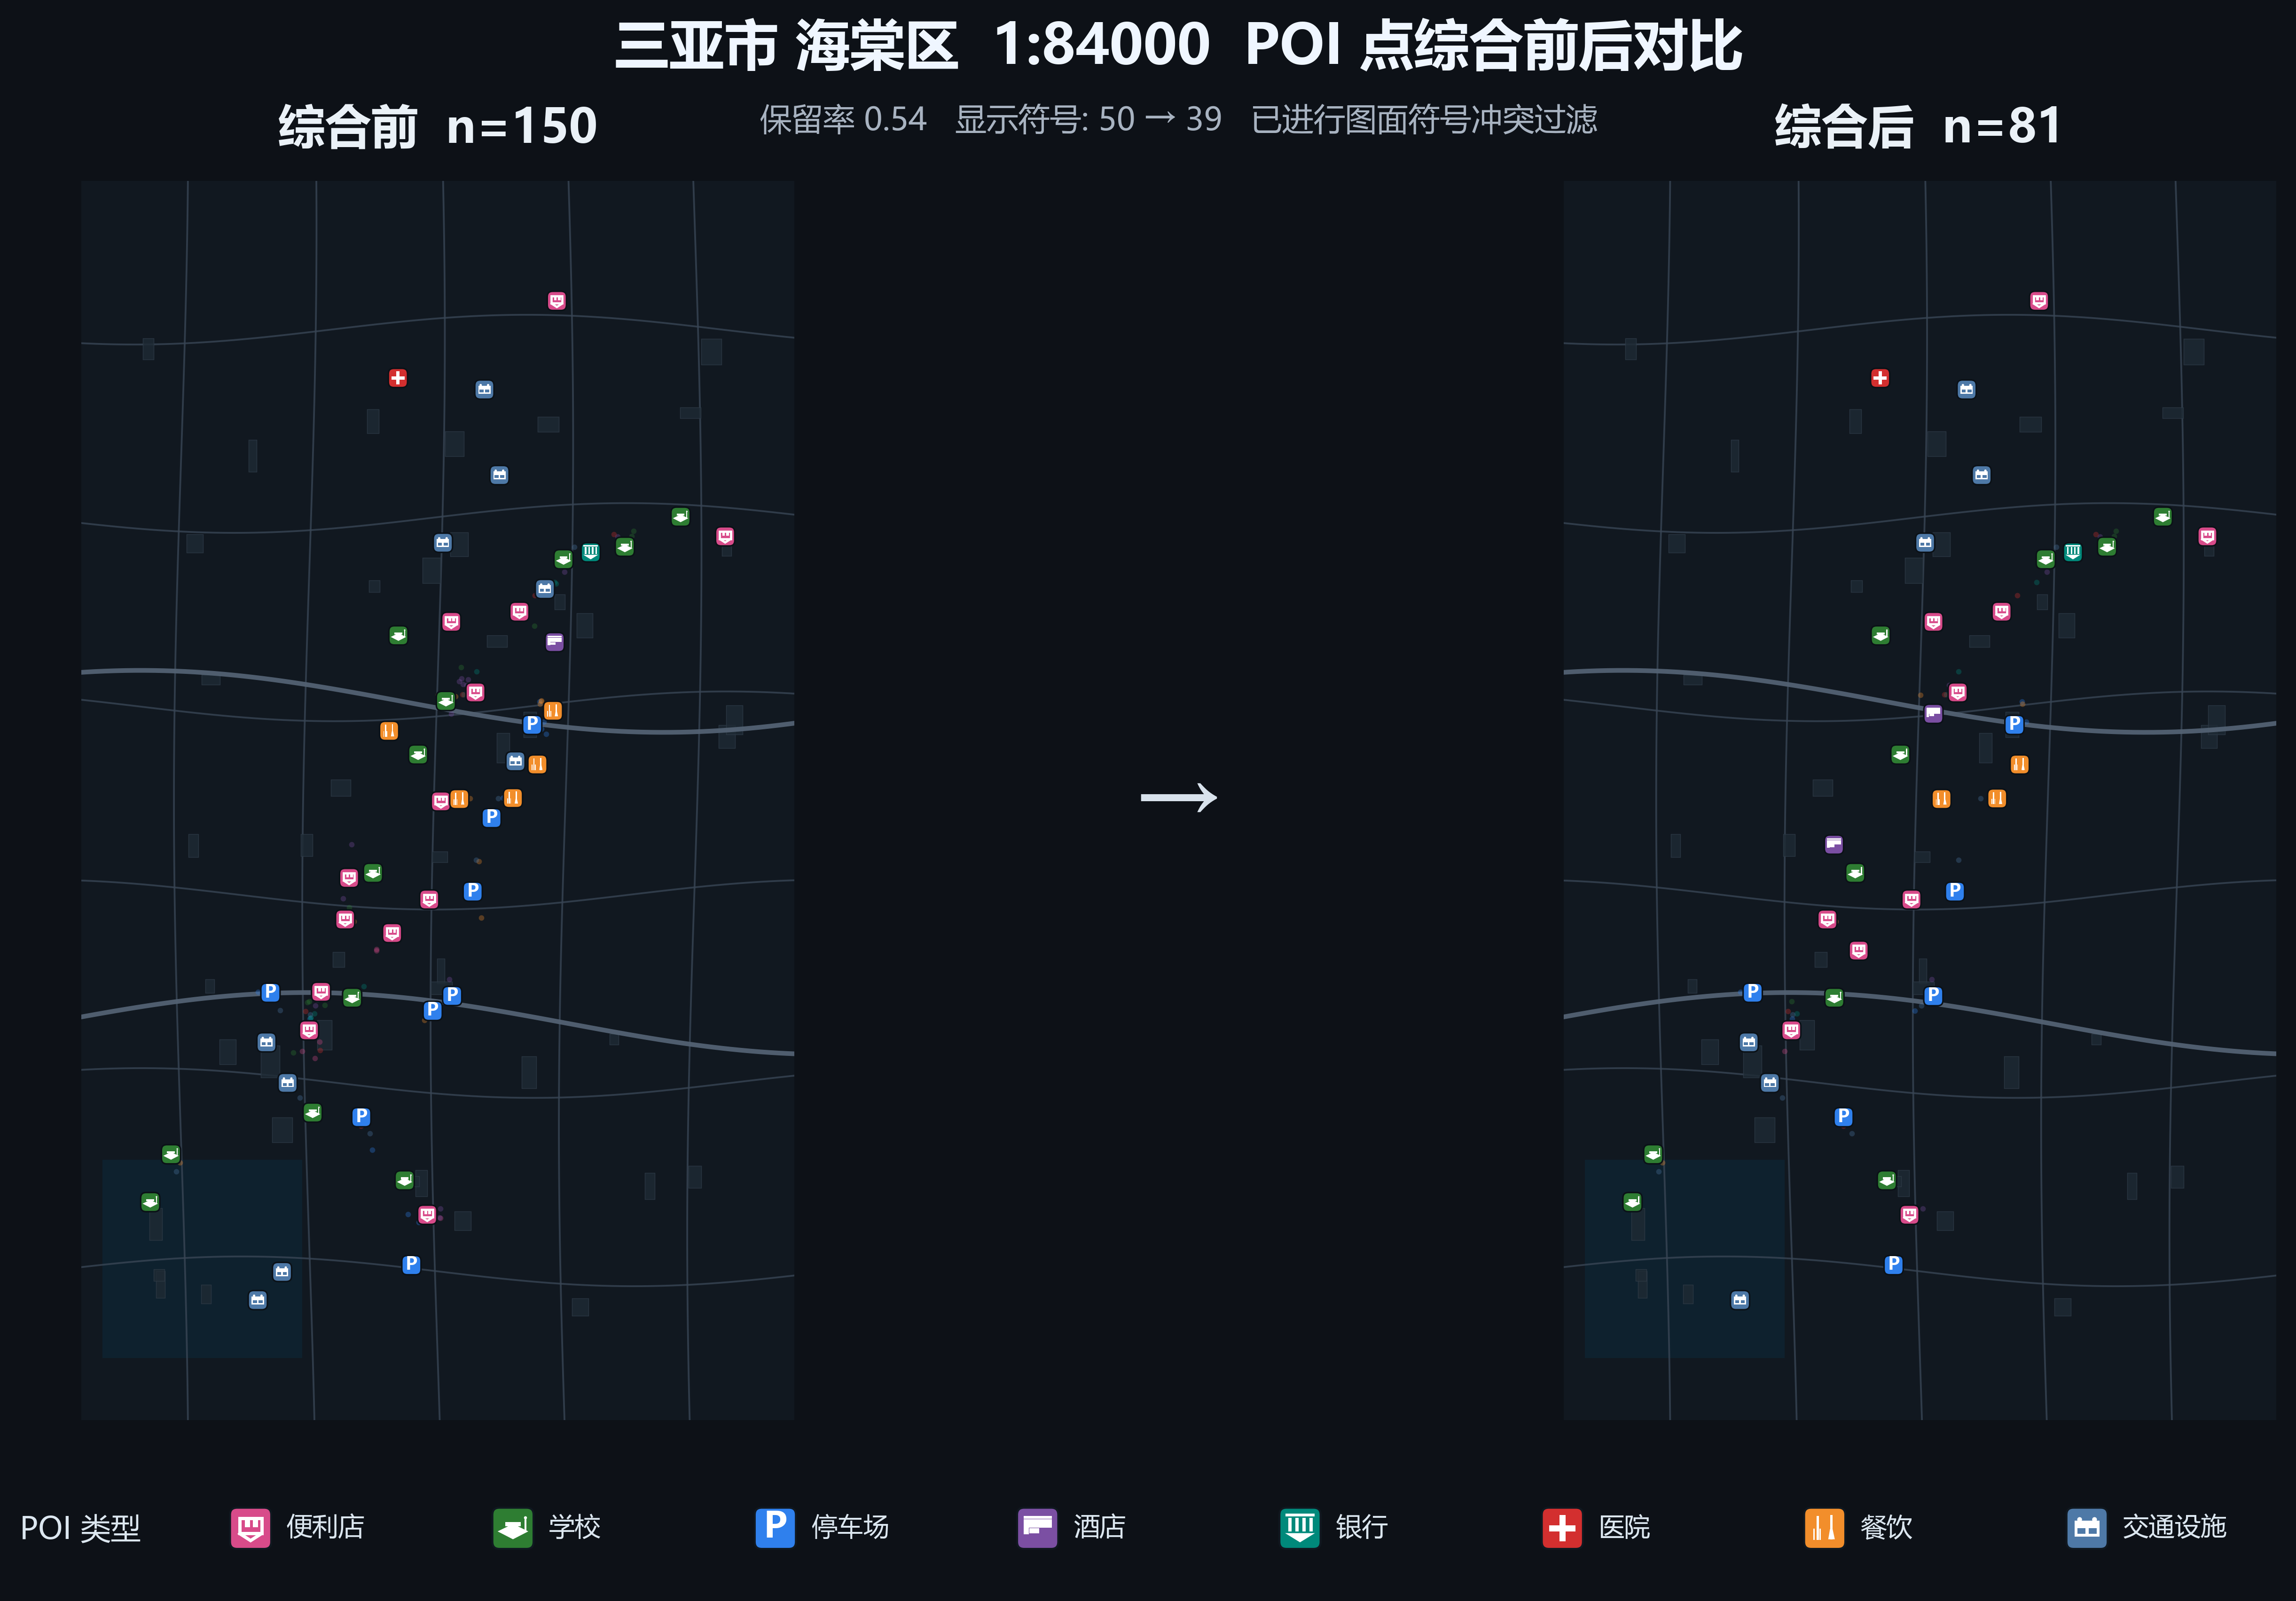 三亚市 海棠区 1:84000 POI 点综合前后对比
综合前 n=150
保留率 0.54 显示符号: 50 → 39 已进行图面符号冲突过滤
综合后 n=81
POI 类型
便利店
学校
P 停车场
酒店
银行
医院
餐饮
交通设施